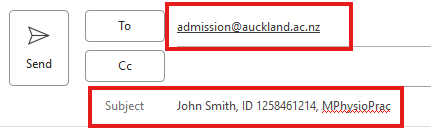 To
admission@auckland.ac.nz
Send
Cc
Subject
John Smith, ID 1258461214, MPhysioPrac